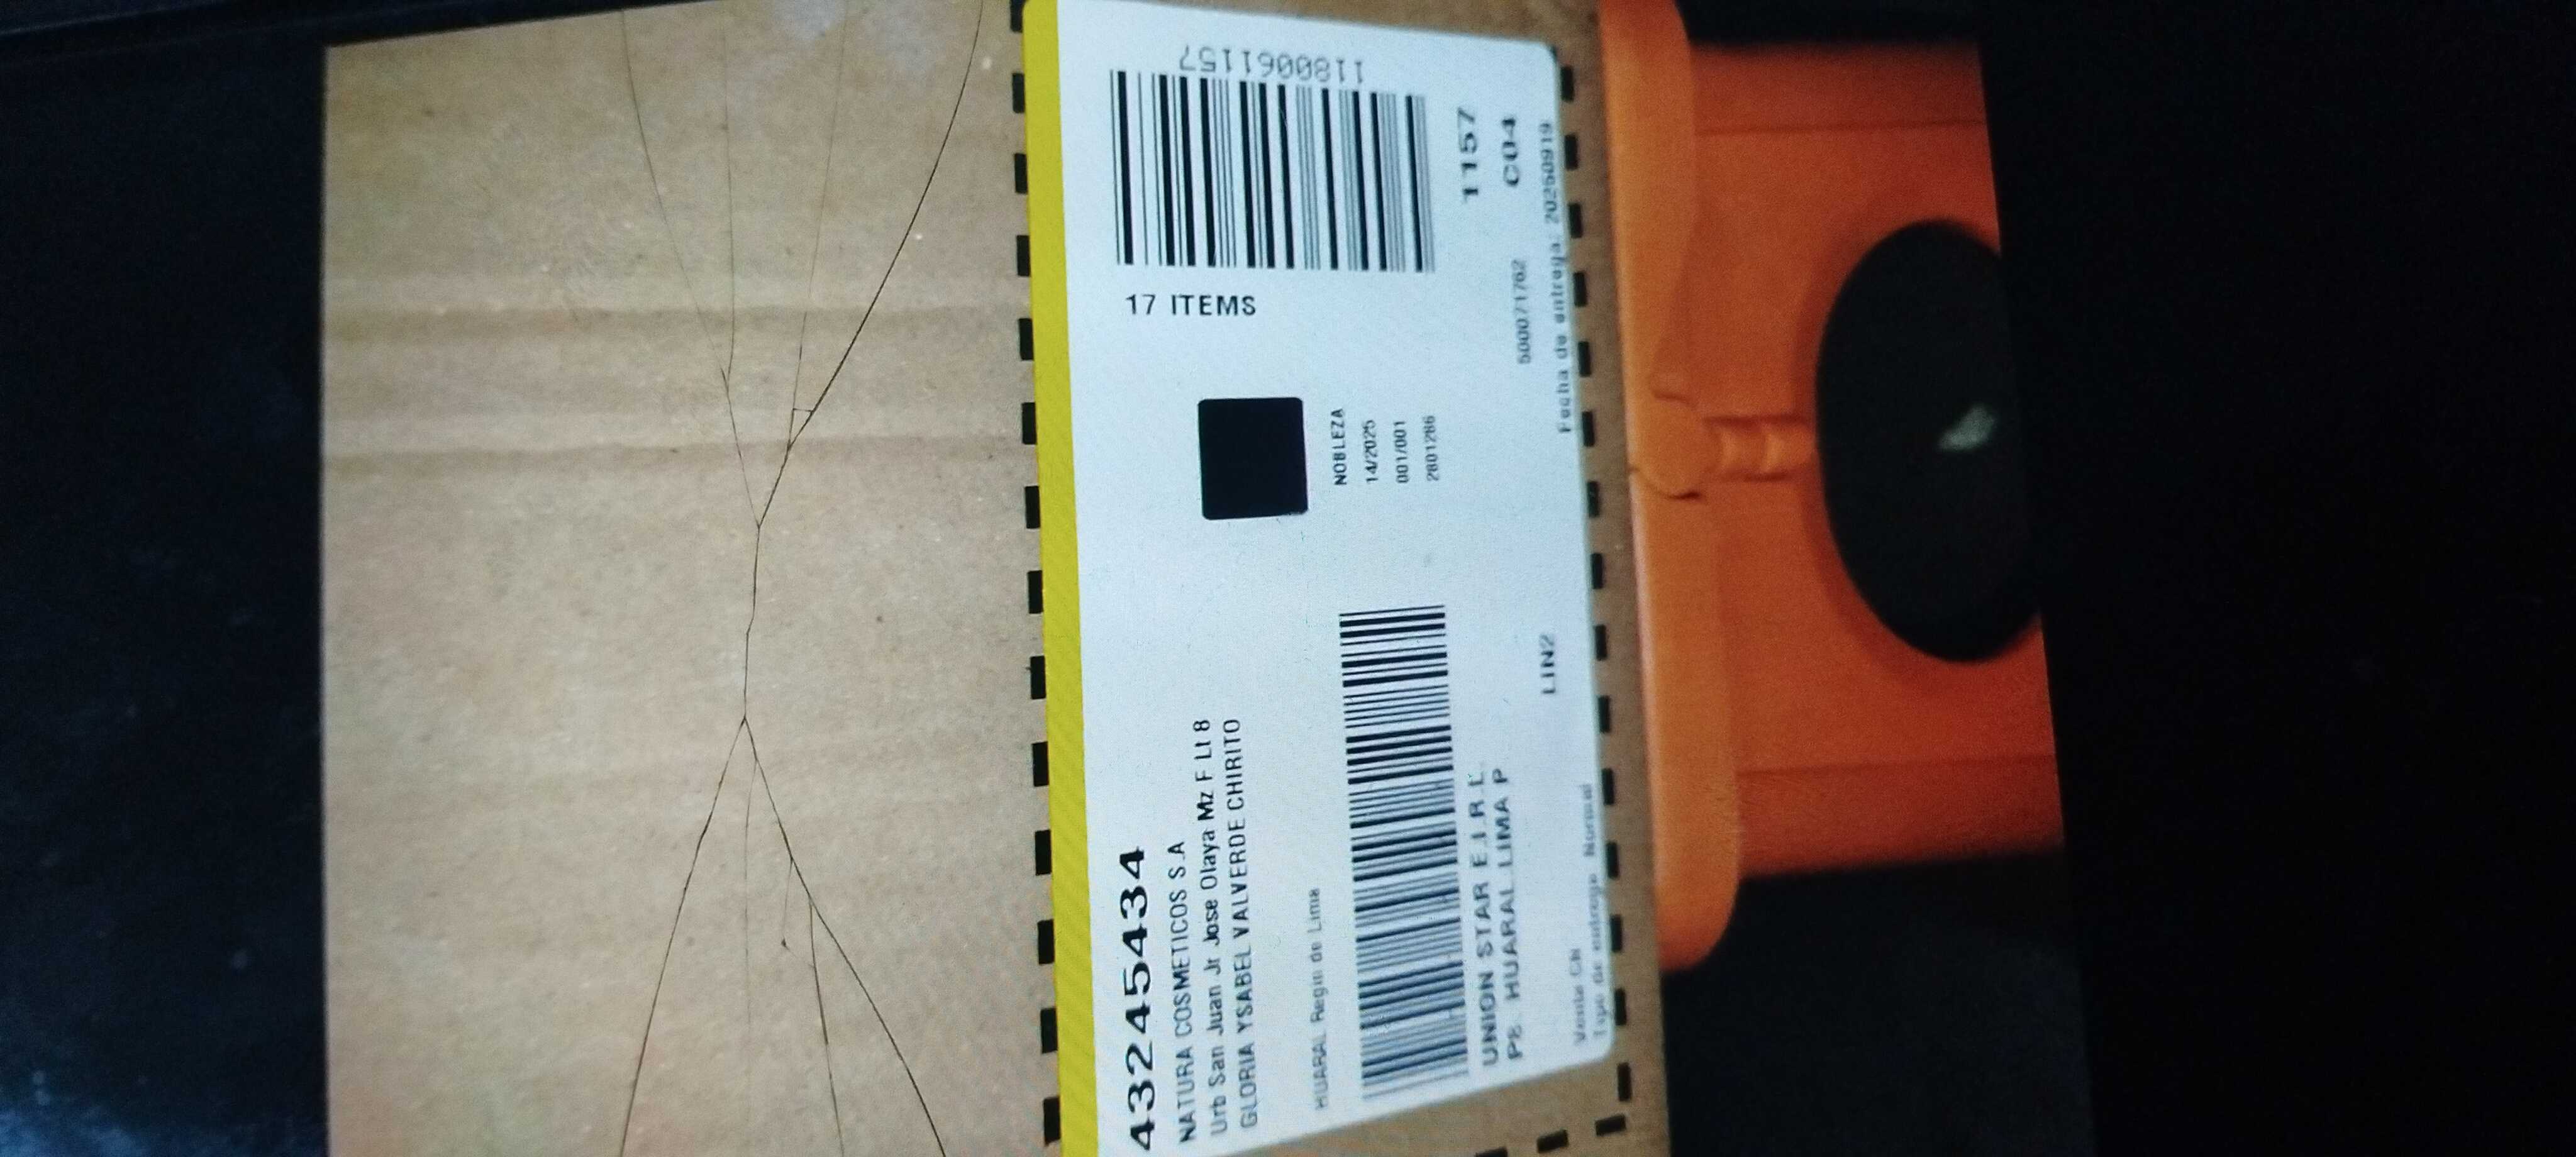 432454434
NATURA COSMETICOS S.A
Urb San Juan Jr Jose Olaya Mz F Lt 8
GLORIA YSABEL VALVERDE CHIRITO
HUARAL Regin de Lima
UNION STAR E.I.R.L.
P8. HUARAL LIMA P
LIN2
Venta CN
Tipo de entrega Normal
NOBLEZA
14/2025
001/001
2801286
17 ITEMS
1180061157
1157
C04
500071762
Fecha de entrega: 20250919